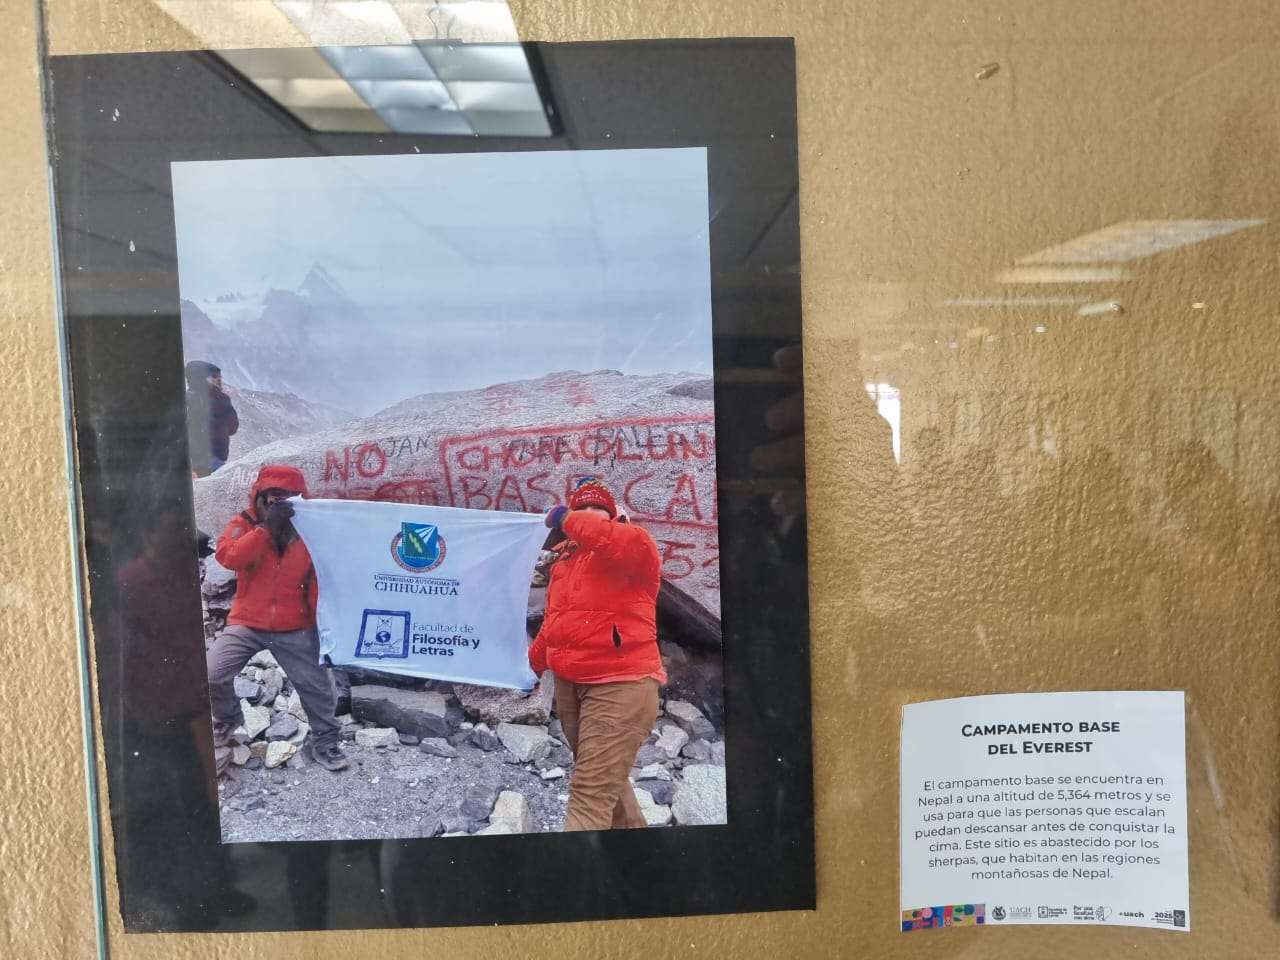 NO
CHOMOLUN
BASE CA
UNIVERSIDAD AUTÓNOMA DE
CHIHUAHUA
Facultad de
Filosofía y
Letras
CAMPAMENTO BASE
DEL EVEREST
El campamento base se encuentra en
Nepal a una altitud de 5,364 metros y se
usa para que las personas que escalan
puedan descansar antes de conquistar la
cima. Este sitio es abastecido por los
sherpas, que habitan en las regiones
montañosas de Nepal.
UACH
uach
2025